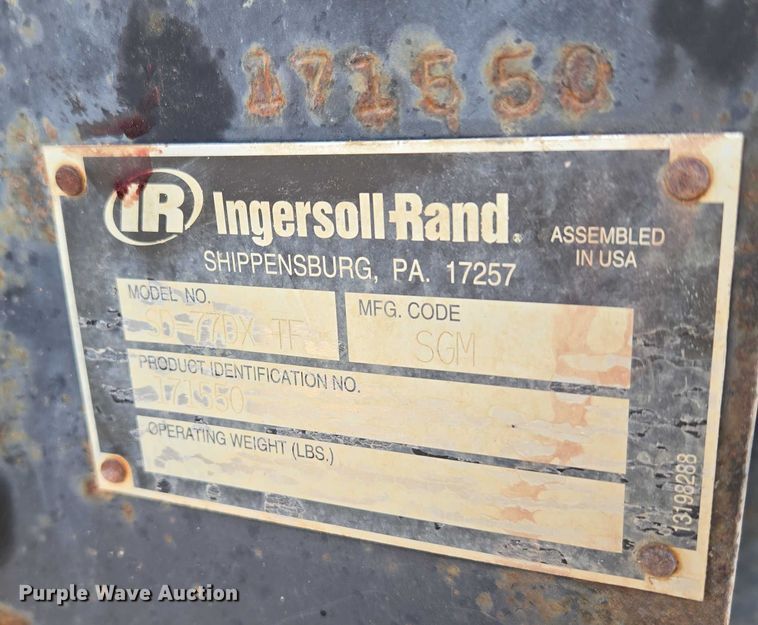 171550
IR Ingersoll-Rand®
SHIPPENSBURG, PA. 17257
ASSEMBLED
IN USA
MODEL NO.
SD-77DX TF
MFG. CODE
SGM
PRODUCT IDENTIFICATION NO.
171550
OPERATING WEIGHT (LBS.)
13198288
Purple Wave Auction